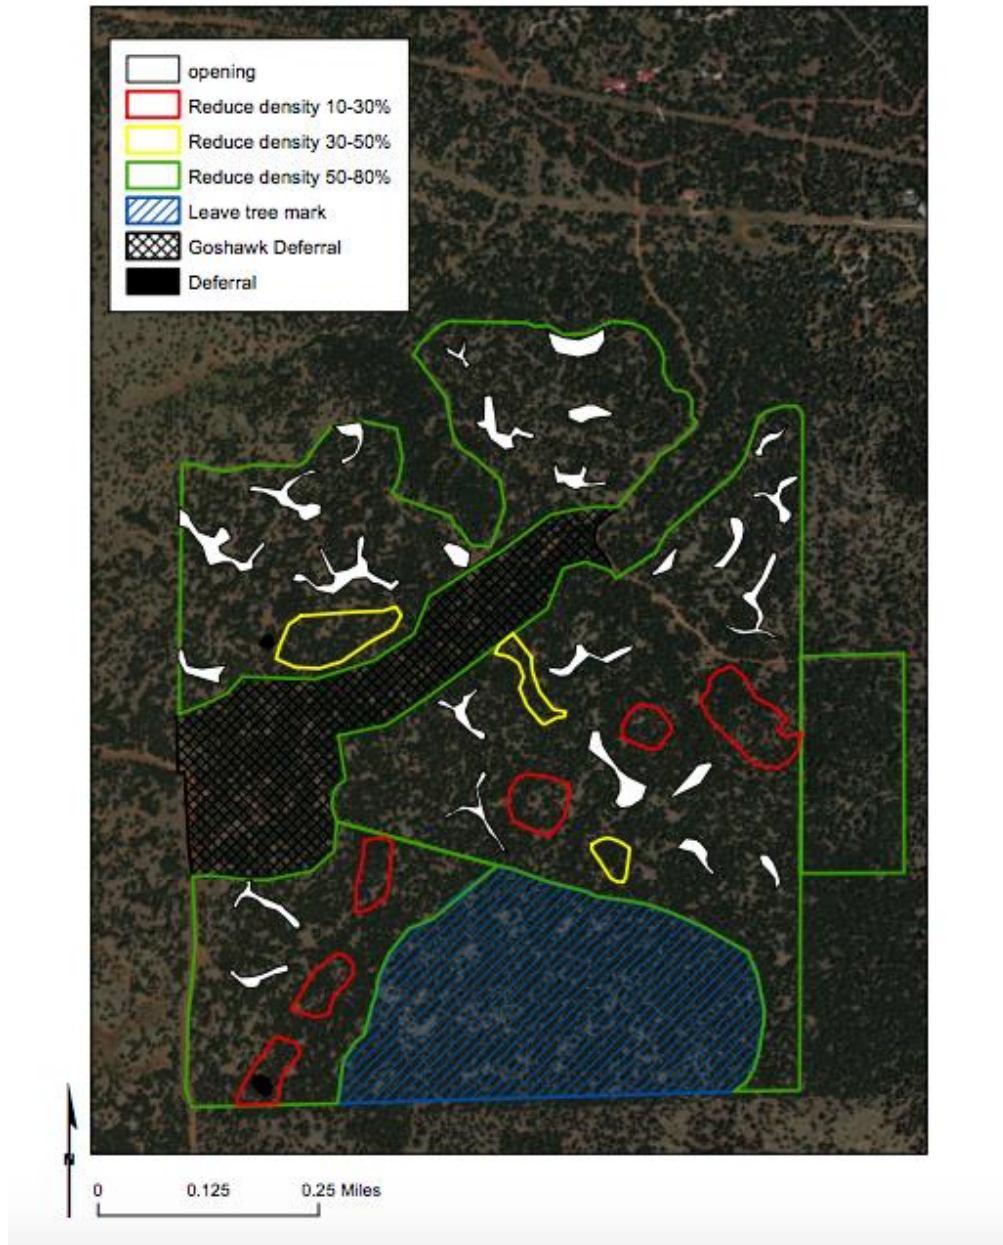 opening
Reduce density 10-30%
Reduce density 30-50%
Reduce density 50-80%
Leave tree mark
Goshawk Deferral
Deferral
N
0 0.125 0.25 Miles